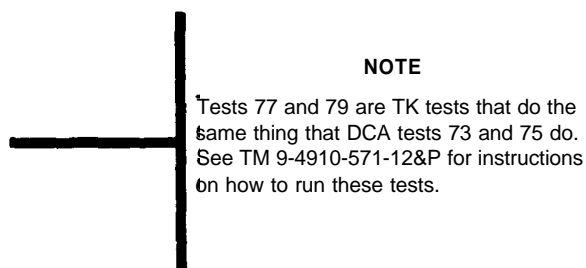 NOTE
Tests 77 and 79 are TK tests that do the
same thing that DCA tests 73 and 75 do.
See TM 9-4910-571-12&P for instructions
on how to run these tests.